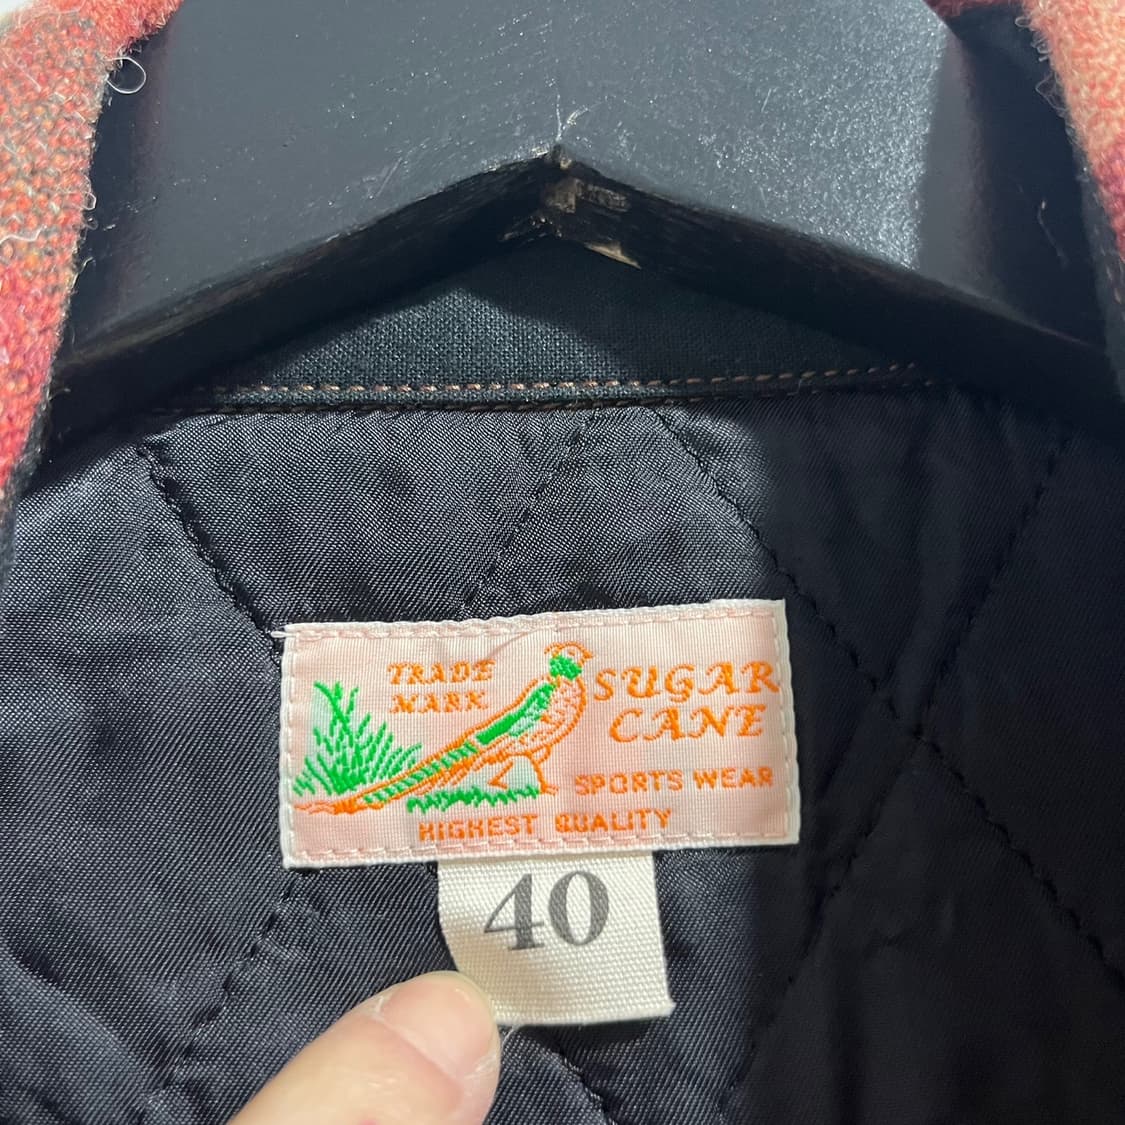 TRADE
MARK
SUGAR
CANE
SPORTS WEAR
HIGHEST QUALITY
40